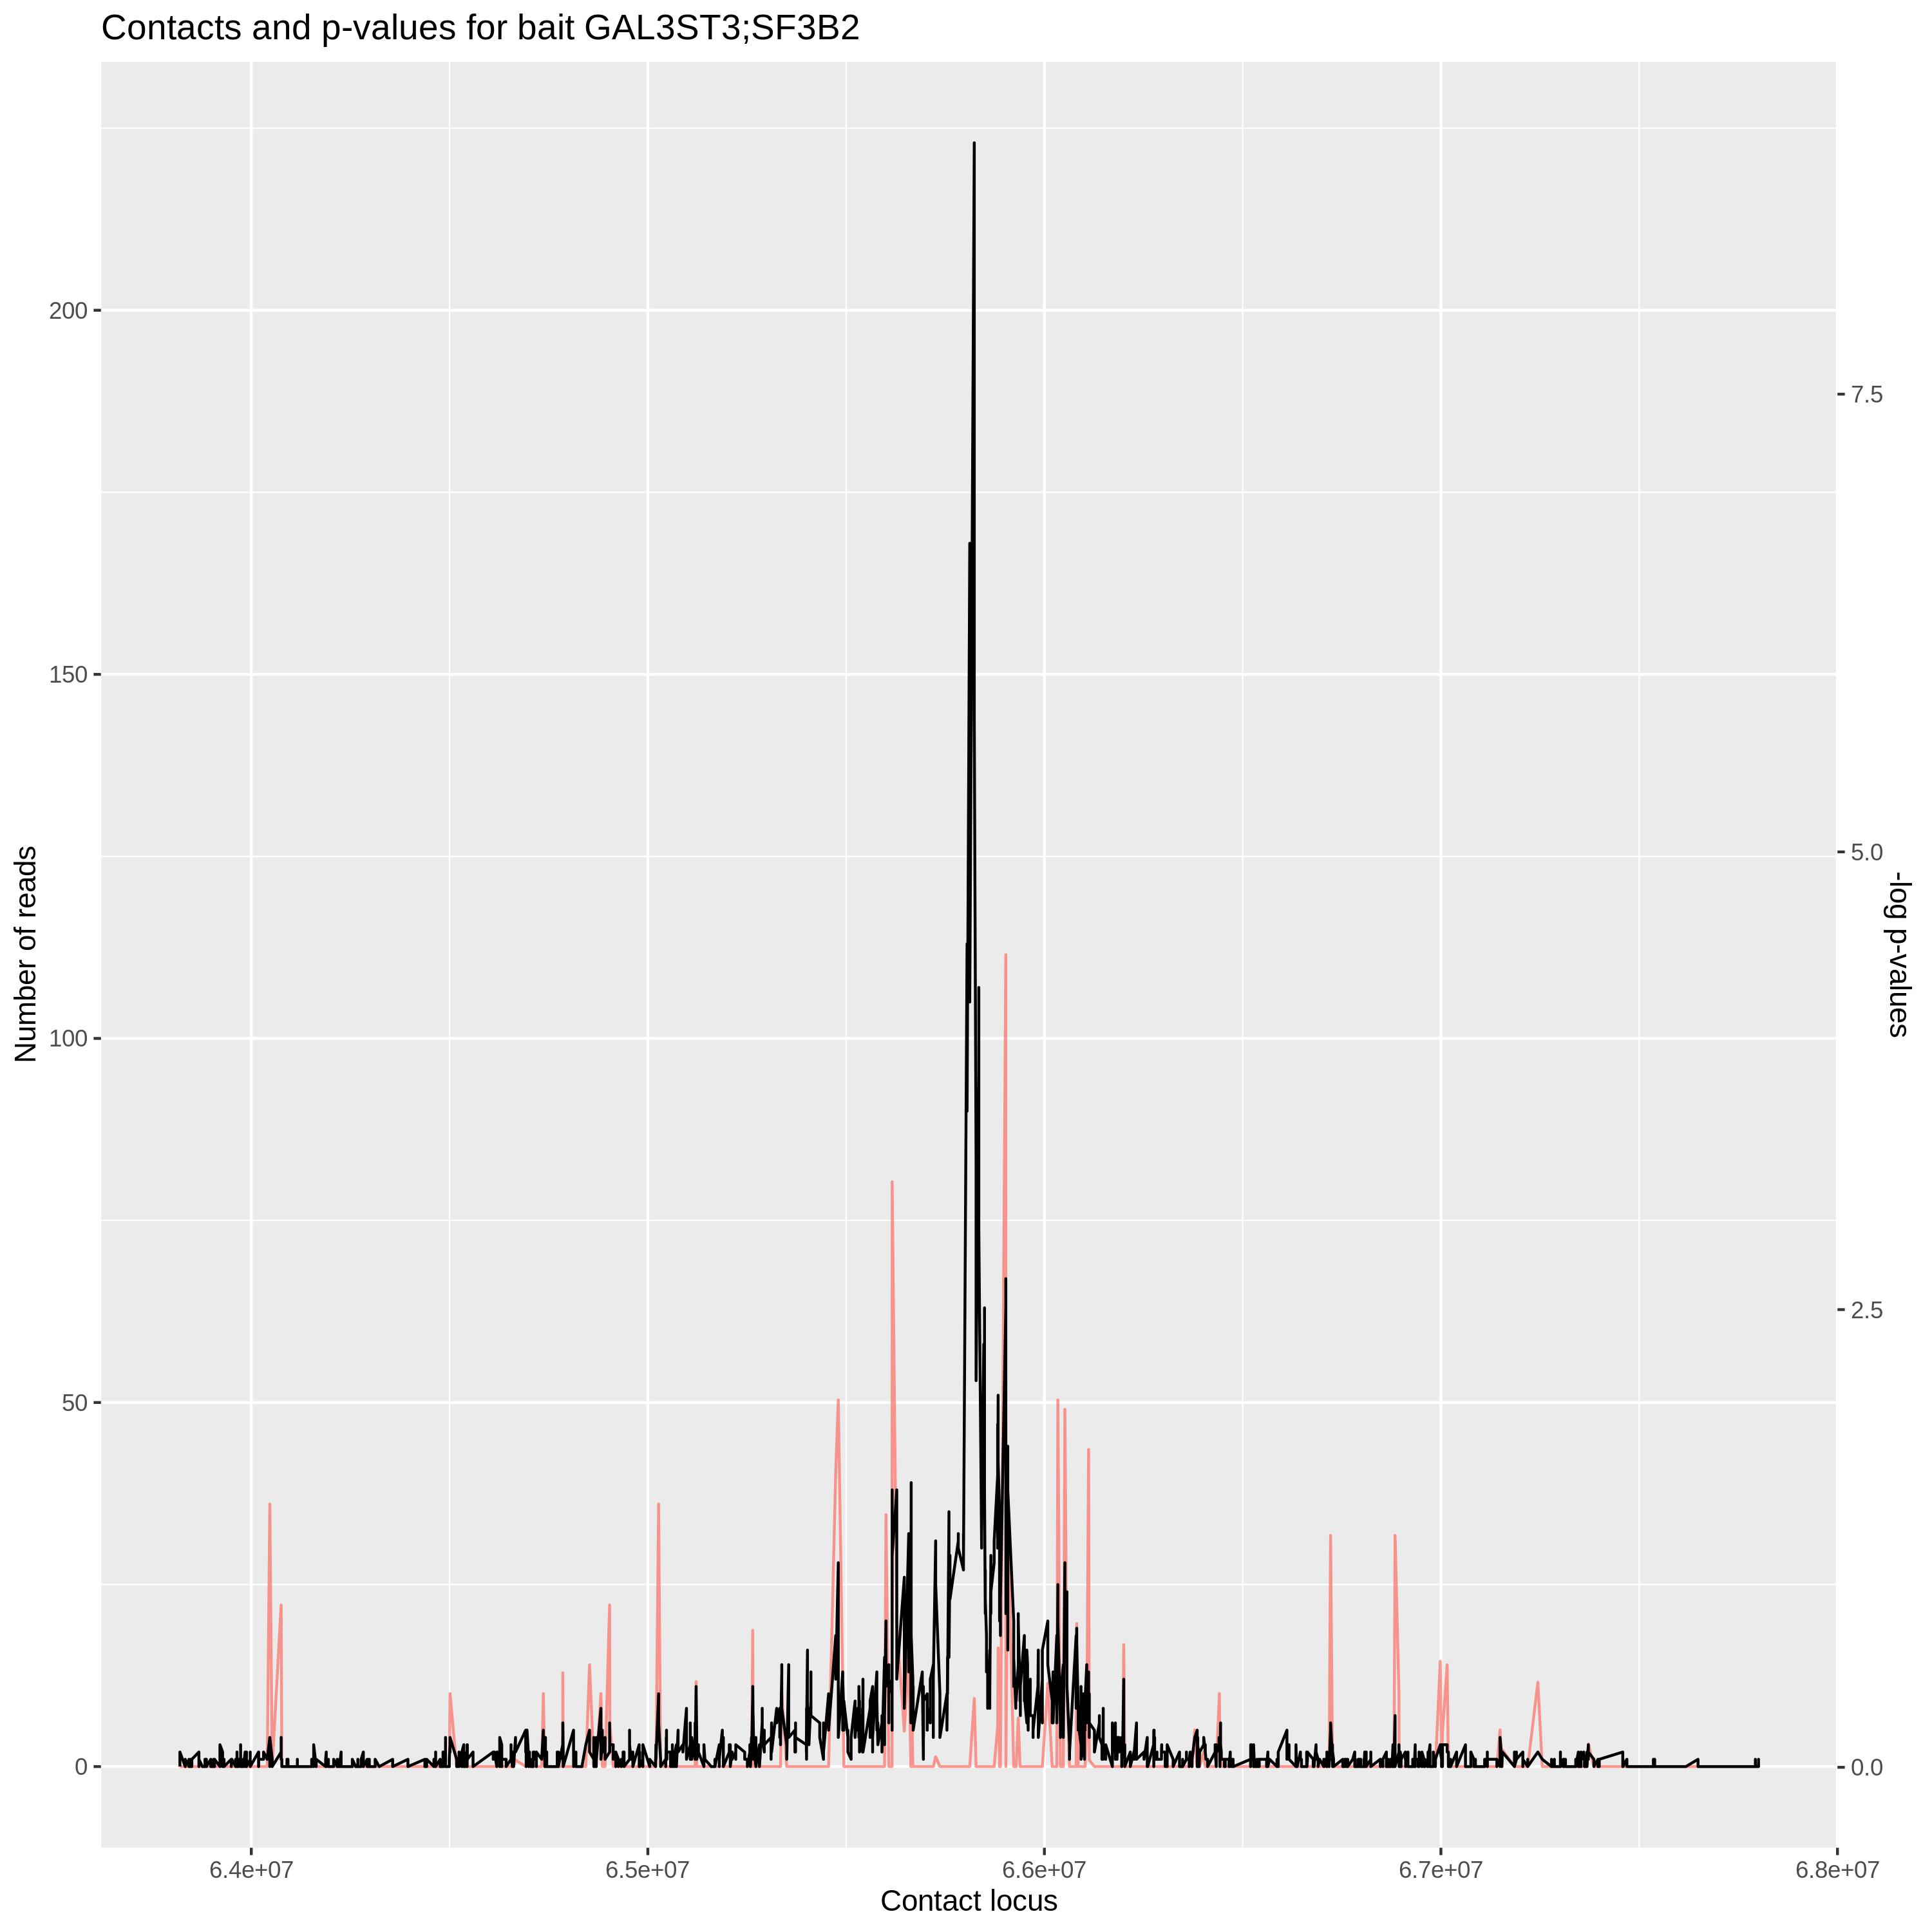 Contacts and p-values for bait GAL3ST3;SF3B2
200
150
100
50
0
Number of reads
7.5
5.0
2.5
0.0
-log p-values
6.4e+07 6.5e+07 6.6e+07 6.7e+07 6.8e+07
Contact locus